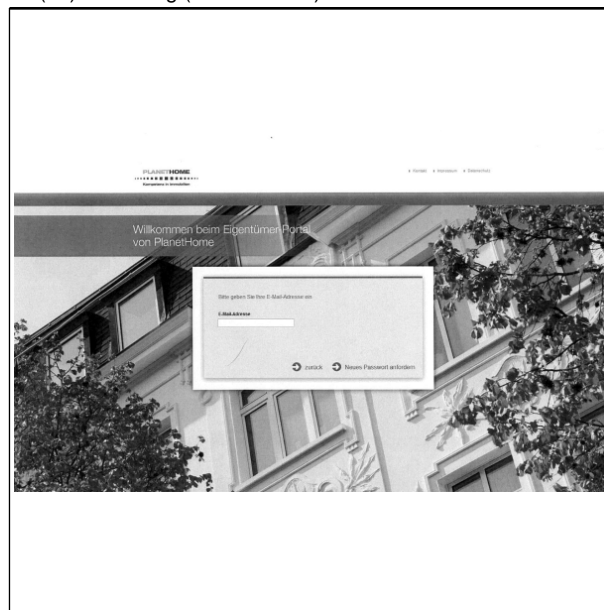 PLANETHOME
Kompetenz in Immobilien
Kontakt Impressum Datenschutz
Willkommen beim Eigentümer-Portal
von PlanetHome
Bitte geben Sie Ihre E-Mail-Adresse ein.
E-Mail-Adresse
zurück Neues Passwort anfordern